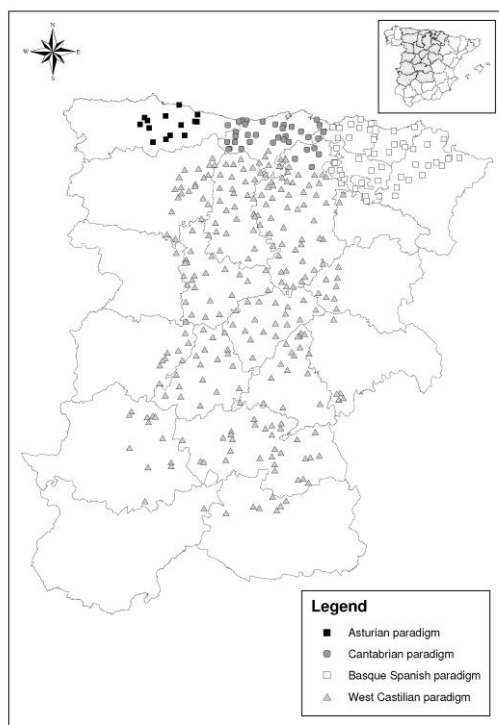 N
W
E
S
Legend
Asturian paradigm
Cantabrian paradigm
Basque Spanish paradigm
West Castilian paradigm